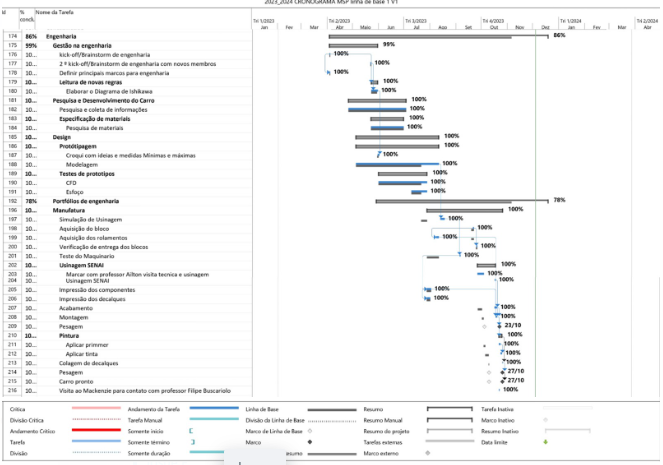 2023_2024 CRONOGRAMA MSP linha de base 1 V1
Id % concl. Nome da Tarefa Tri 1/2023 Tri 2/2023 Tri 3/2023 Tri 4/2023 Tri 1/2024 Tri 2/2024
Jan Fev Mar Abr Maio Jun Jul Ago Set Out Nov Dez Jan Fev Mar Abr
174 86% Engenharia 86%
175 99% Gestão na engenharia 99%
176 10... kick-off/Brainstorm de engenharia 100%
177 10... 2 º kick-off/Brainstorm de engenharia com novos membros 100%
178 10... Definir principais marcos para engenharia 100%
179 10... Leitura de novas regras 100%
180 10... Elaborar o Diagrama de Ishikawa 100%
181 10... Pesquisa e Desenvolvimento do Carro 100%
182 10... Pesquisa e coleta de informações 100%
183 10... Especificação de materiais 100%
184 10... Pesquisa de materiais 100%
185 10... Design 100%
186 10... Protótipagem 100%
187 10... Croqui com ideias e medidas Mínimas e máximas 100%
188 10... Modelagem 100%
189 10... Testes de prototipos 100%
190 10... CFD 100%
191 10... Esfoço 100%
192 78% Portfólios de engenharia 78%
196 10... Manufatura 100%
197 10... Simulação de Usinagem 100%
198 10... Aquisição do bloco 100%
199 10... Aquisição dos rolamentos 100%
200 10... Verificação de entrega dos blocos 100%
201 10... Teste do Maquinario 100%
202 10... Usinagem SENAI 100%
203 10... Marcar com professor Ailton visita tecnica e usinagem 100%
204 10... Usinagem SENAI 100%
205 10... Impressão dos componentes 100%
206 10... Impressão dos decalques 100%
207 10... Acabamento 100%
208 10... Montagem 100%
209 10... Pesagem 21/10
210 10... Pintura 100%
211 10... Aplicar primmer 100%
212 10... Aplicar tinta 100%
213 10... Colagem de decalques 100%
214 10... Pesagem 27/10
215 10... Carro pronto 27/10
216 10... Visita ao Mackenzie para contato com professor Filipe Buscariolo 100%
Crítica Andamento da Tarefa Linha de Base Resumo Tarefa Inativa
Divisão Crítica Tarefa Manual Divisão da Linha de Base Resumo Manual Marco Inativo
Andamento Crítico Somente início Marco de Linha de Base Resumo do projeto Resumo Inativo
Tarefa Somente término Marco Tarefas externas Data limite
Divisão Somente duração Marco externo